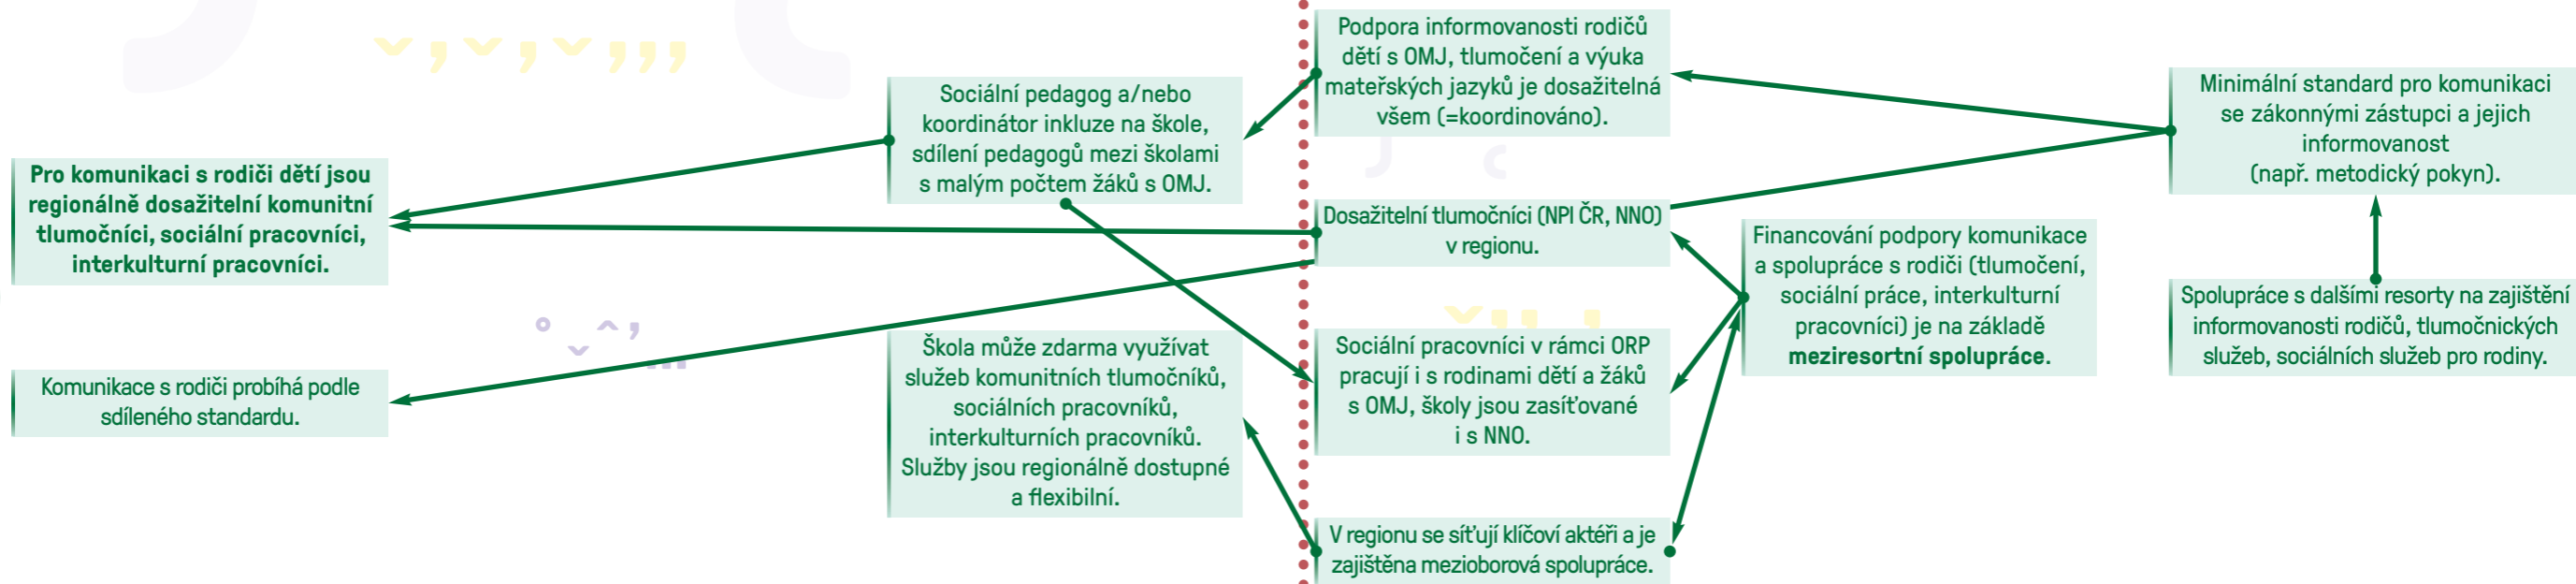 Pro komunikaci s rodiči dětí jsou
regionálně dosažitelní komunitní
tlumočníci, sociální pracovníci,
interkulturní pracovníci.
Komunikace s rodiči probíhá podle
sdíleného standardu.
Sociální pedagog a/nebo
koordinátor inkluze na škole,
sdílení pedagogů mezi školami
s malým počtem žáků s OMJ.
Škola může zdarma využívat
služeb komunitních tlumočníků,
sociálních pracovníků,
interkulturních pracovníků.
Služby jsou regionálně dostupné
a flexibilní.
Podpora informovanosti rodičů
dětí s OMJ, tlumočení a výuka
mateřských jazyků je dosažitelná
všem (=koordinováno).
Dosažitelní tlumočníci (NPI ČR, NNO)
v regionu.
Sociální pracovníci v rámci ORP
pracují i s rodinami dětí a žáků
s OMJ, školy jsou zasíťované
i s NNO.
V regionu se síťují klíčoví aktéři a je
zajištěna mezioborová spolupráce.
Financování podpory komunikace
a spolupráce s rodiči (tlumočení,
sociální práce, interkulturní
pracovníci) je na základě
meziresortní spolupráce.
Minimální standard pro komunikaci
se zákonnými zástupci a jejich
informovanost
(např. metodický pokyn).
Spolupráce s dalšími resorty na zajištění
informovanosti rodičů, tlumočnických
služeb, sociálních služeb pro rodiny.